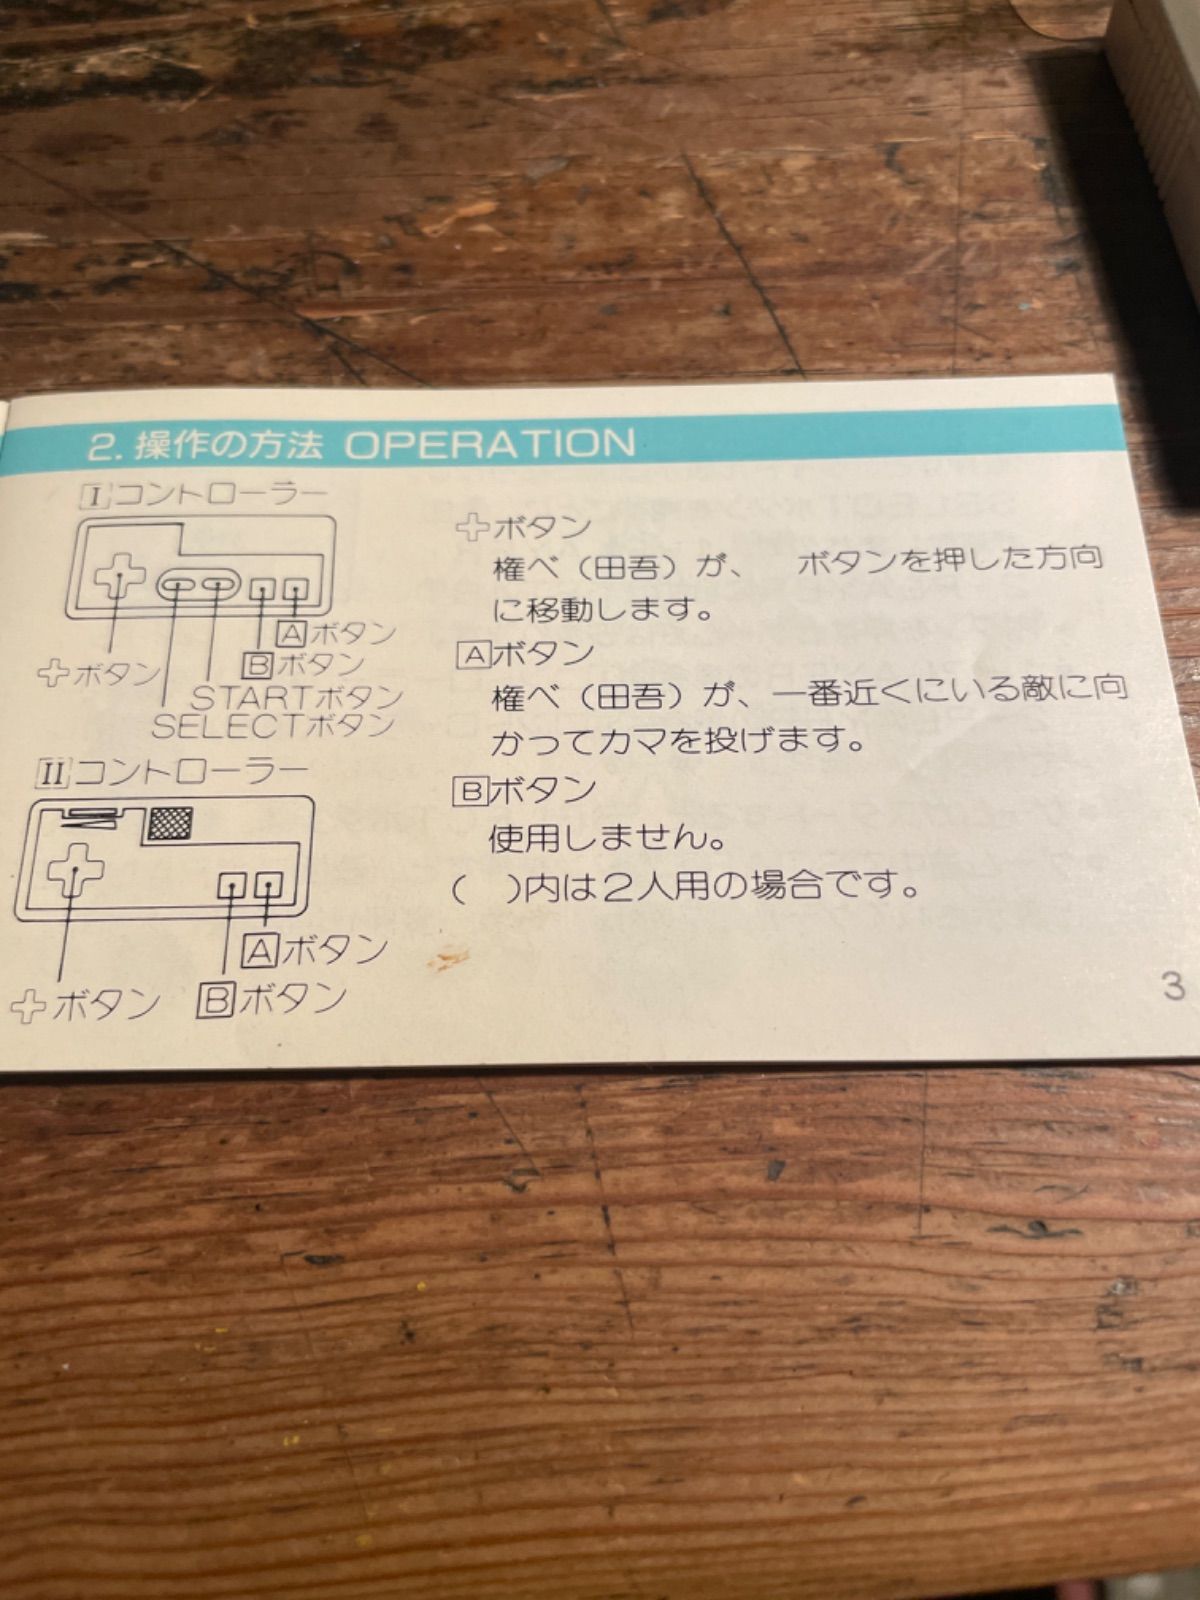 2. 操作の方法 OPERATION
Iコントローラー
Aボタン
Bボタン
+ボタン
STARTボタン
SELECTボタン
IIコントローラー
Aボタン
+ボタン Bボタン
+ボタン
権べ（田吾）が、　ボタンを押した方向
に移動します。
Aボタン
権べ（田吾）が、一番近くにいる敵に向
かってカマを投げます。
Bボタン
使用しません。
(　)内は2人用の場合です。
3